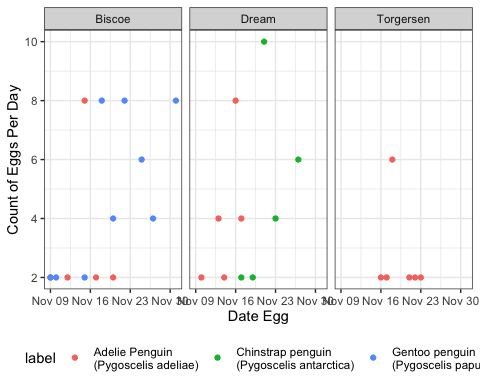 Biscoe Dream Torgersen
10
8
6
4
2
Count of Eggs Per Day
Nov 09 Nov 16 Nov 23 Nov 30 Nov 09 Nov 16 Nov 23 Nov 30 Nov 09 Nov 16 Nov 23 Nov 30
Date Egg
label Adelie Penguin Chinstrap penguin Gentoo penguin
(Pygoscelis adeliae) (Pygoscelis antarctica) (Pygoscelis papu